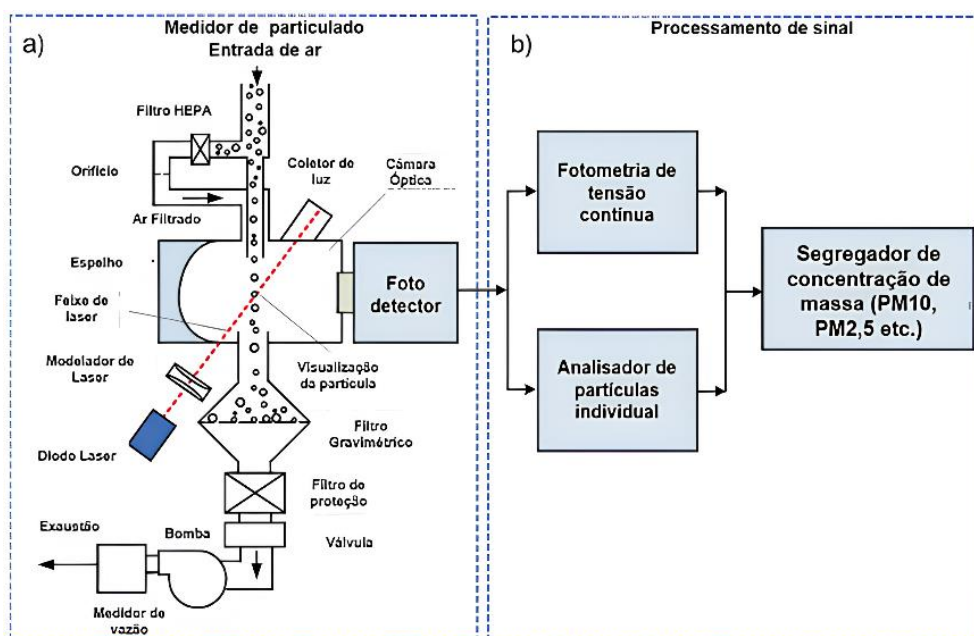 Medidor de particulado
a)
Entrada de ar
Filtro HEPA
Orifício
Coletor de
luz
Câmara
Óptica
Ar Filtrado
Espelho
Feixe de
laser
Foto
detector
Modelador de
Laser
Visualização
da partícula
Diodo Laser
Filtro
Gravimétrico
Filtro de
proteção
Exaustão
Bomba
Válvula
Medidor de
vazão
b)
Processamento de sinal
Fotometria de
tensão
contínua
Analisador de
partículas
individual
Segregador de
concentração de
massa (PM10,
PM2,5 etc.)